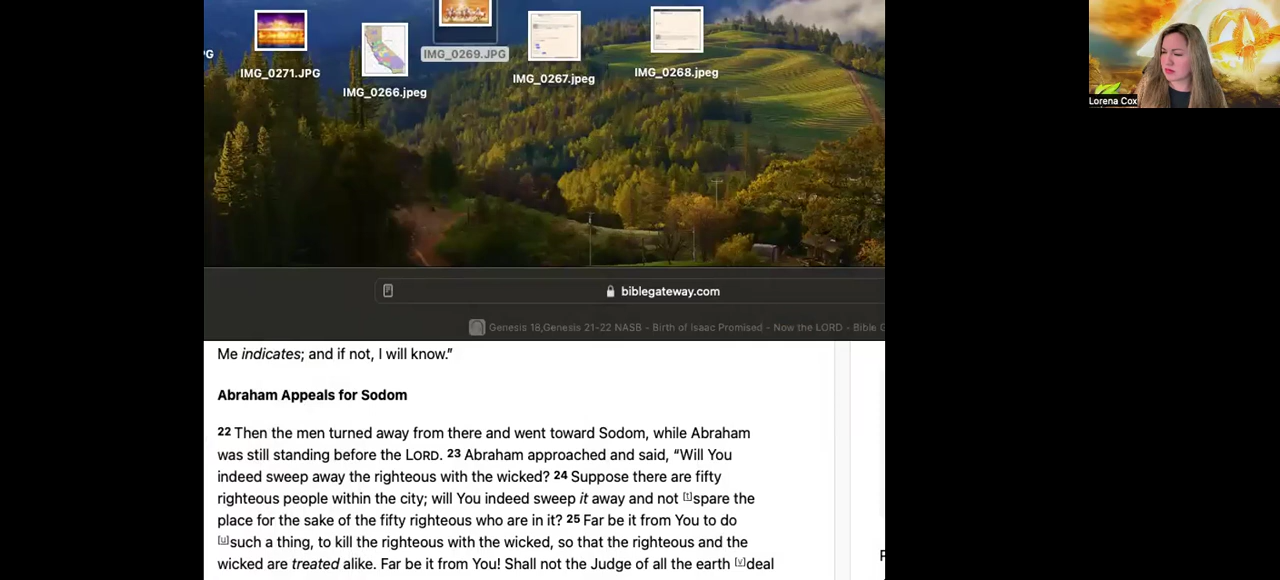 PG
IMG_0271.JPG
IMG_0266.jpeg
IMG_0269.JPG
IMG_0267.jpeg
IMG_0268.jpeg
Lorena Cox
biblegateway.com
Genesis 18,Genesis 21-22 NASB - Birth of Isaac Promised - Now the LORD - Bible G
Me indicates; and if not, I will know.”
Abraham Appeals for Sodom
22 Then the men turned away from there and went toward Sodom, while Abraham
was still standing before the LORD. 23 Abraham approached and said, “Will You
indeed sweep away the righteous with the wicked? 24 Suppose there are fifty
righteous people within the city; will You indeed sweep it away and not [t]spare the
place for the sake of the fifty righteous who are in it? 25 Far be it from You to do
[u]such a thing, to kill the righteous with the wicked, so that the righteous and the
wicked are treated alike. Far be it from You! Shall not the Judge of all the earth [v]deal